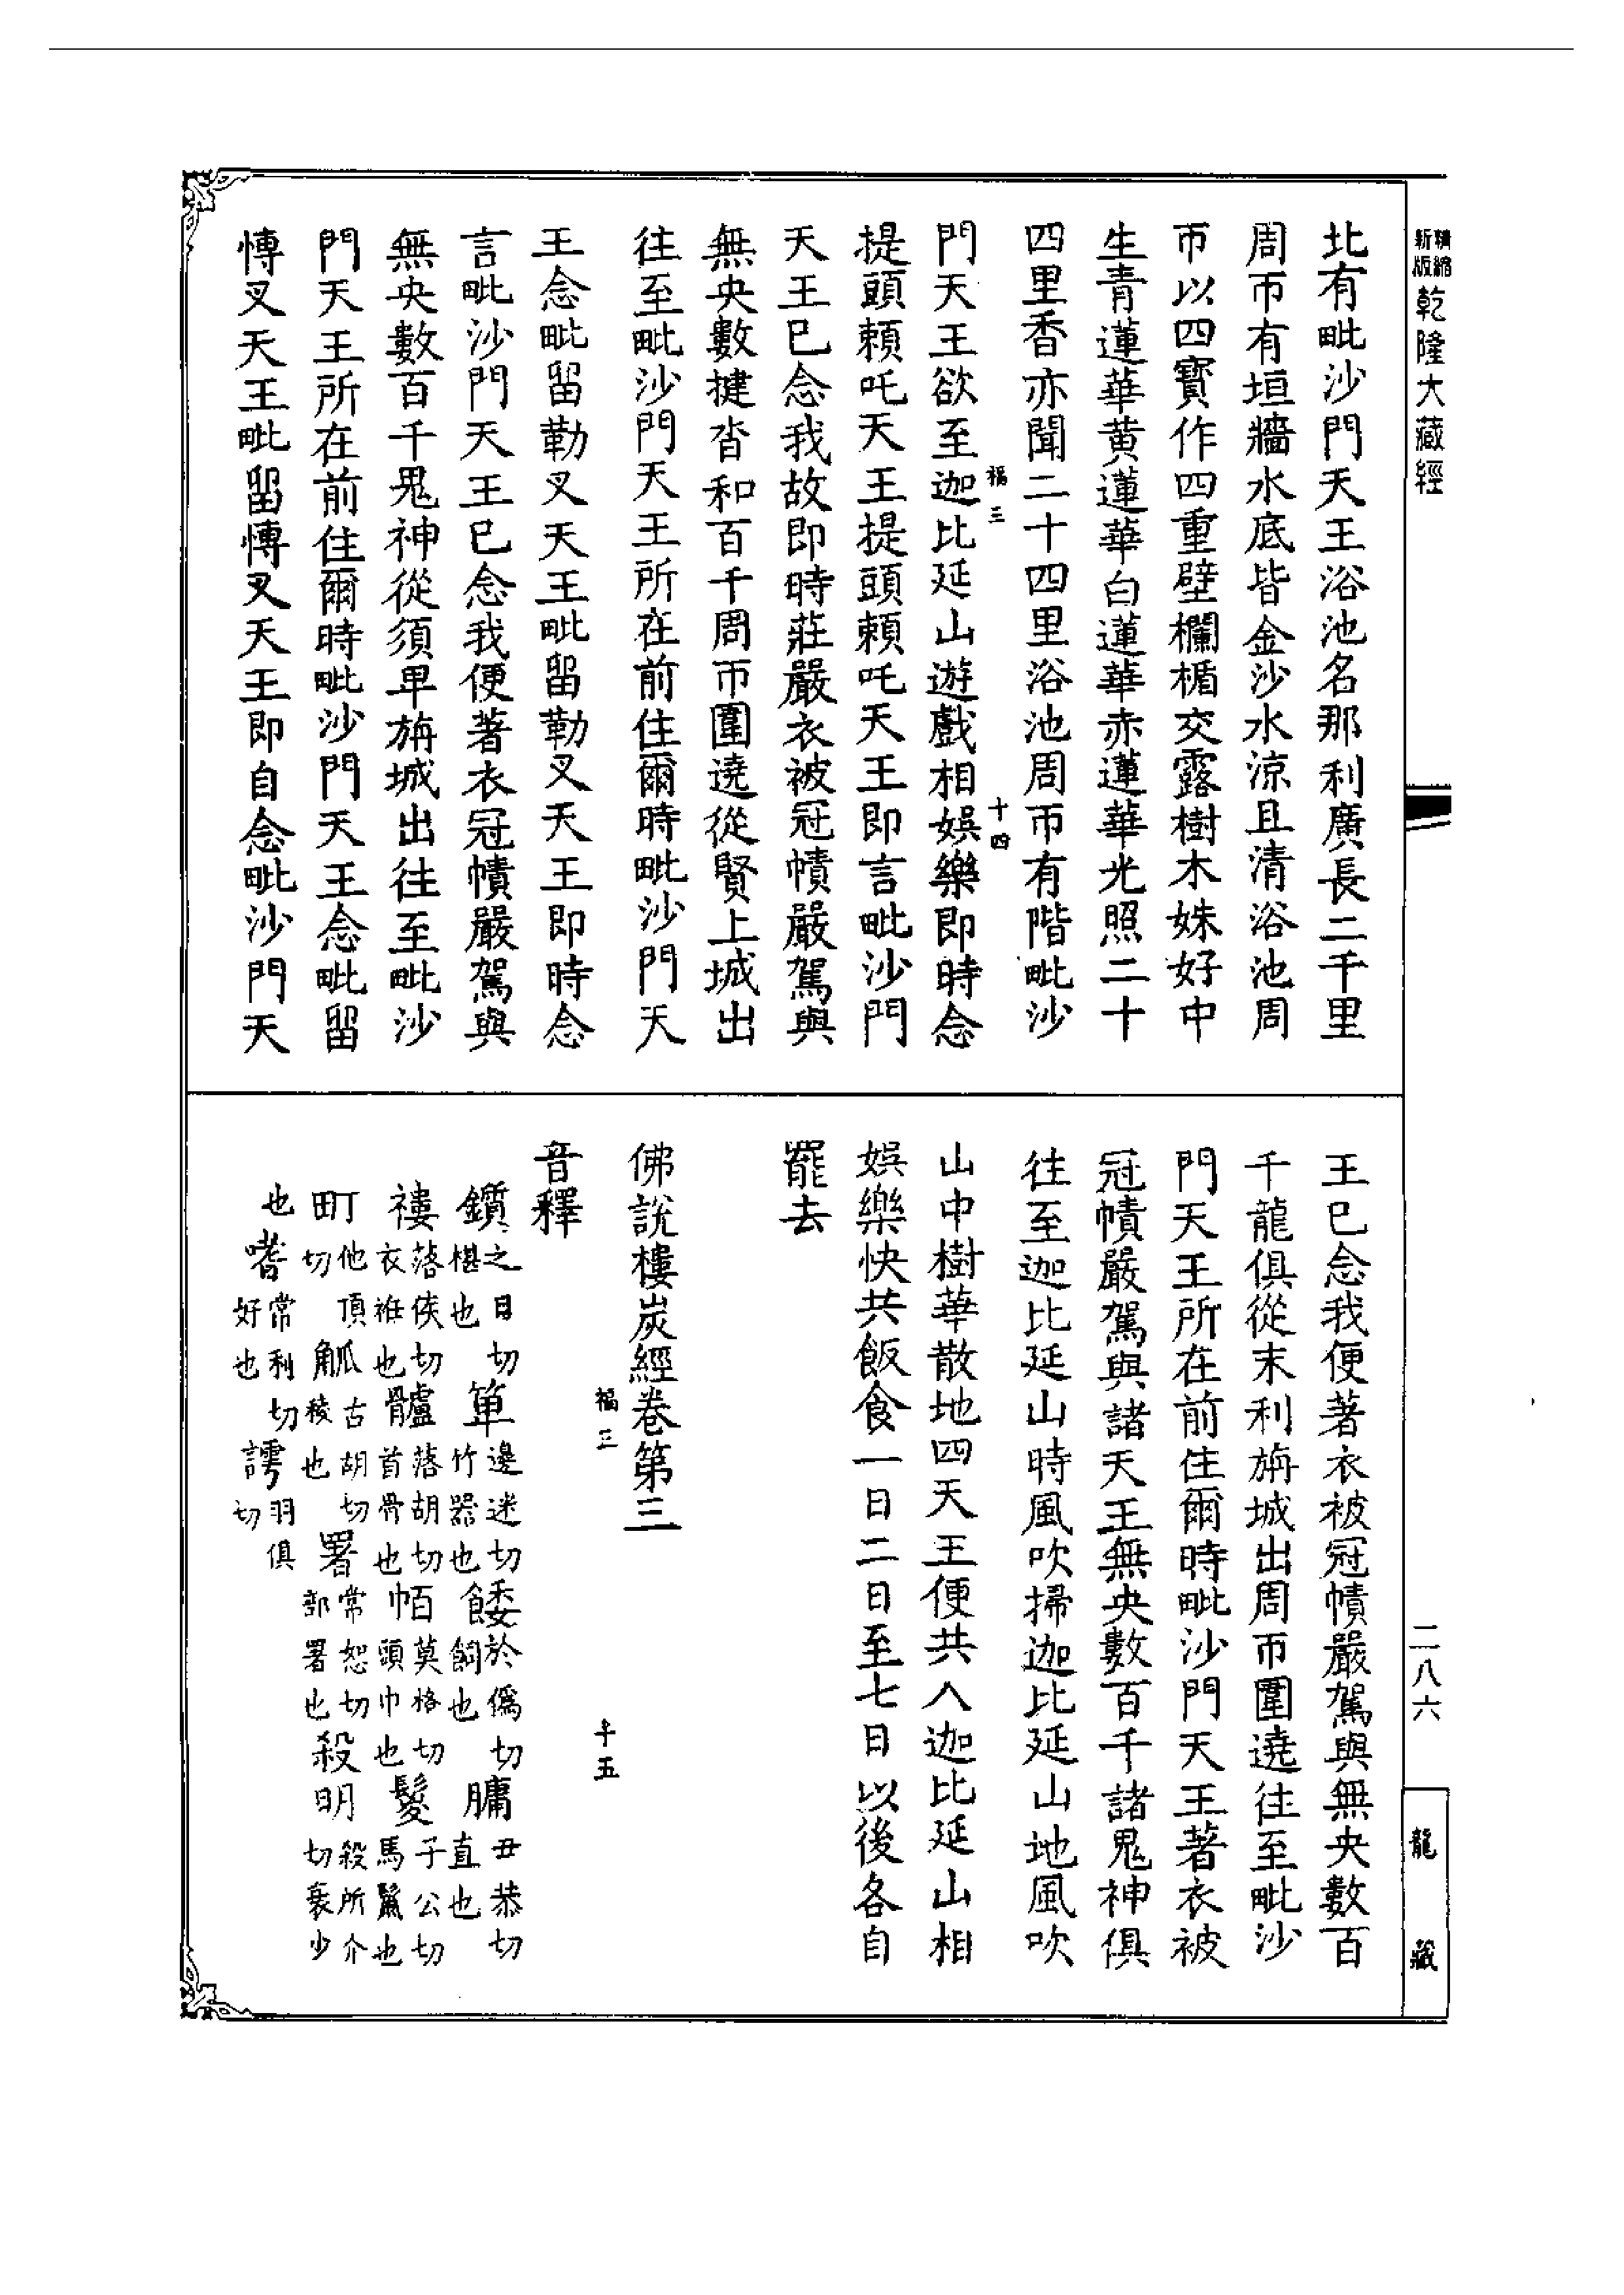 精縮新版乾隆大藏經
北有毗沙門天王浴池名那利廣長二千里
周帀有垣牆水底皆金沙水涼且清浴池周
帀以四寶作四重壁欄楯交露樹木姝好中
生青蓮華黄蓮華白蓮華赤蓮華光照二十
四里香亦聞二十四里浴池周帀有階毗沙
福三 十四
門天王欲至迦比延山遊戲相娛樂即時念
提頭賴吒天王提頭賴吒天王即言毗沙門
天王巳念我故即時莊嚴衣被冠幘嚴駕與
無央數揵沓和百千周帀圍遶從賢上城出
往至毗沙門天王所在前住爾時毗沙門天
王念毗留勒叉天王毗留勒叉天王即時念
言毗沙門天王巳念我便著衣冠幘嚴駕與
無央數百千鬼神從須卑旃城出往至毗沙
門天王所在前住爾時毗沙門天王念毗留
慱叉天王毗留慱叉天王即自念毗沙門天
王巳念我便著衣被冠幘嚴駕與無央數百
千龍俱從末利旃城出周帀圍遶往至毗沙
門天王所在前住爾時毗沙門天王著衣被
冠幘嚴駕與諸天王無央數百千諸鬼神俱
往至迦比延山時風吹掃迦比延山地風吹
山中樹華散地四天王便共入迦比延山相
娛樂快共飯食一日二日至七日以後各自
罷去
佛說樓炭經卷第三
福三 十五
音釋
鑕之日切椹也 箄邊迷切竹器也 餧於僞切飼也 𦟛丑恭切直也
褸落侯切衣袵也 髗落胡切首骨也 帞莫格切頭巾也 鬉子公切馬鬣也
町他頂切 觚古胡切稜也 署常恕切部署也 殺明殺所介切衰少
也 嗜常利切好也 謣羽俱切
二八六
龍藏